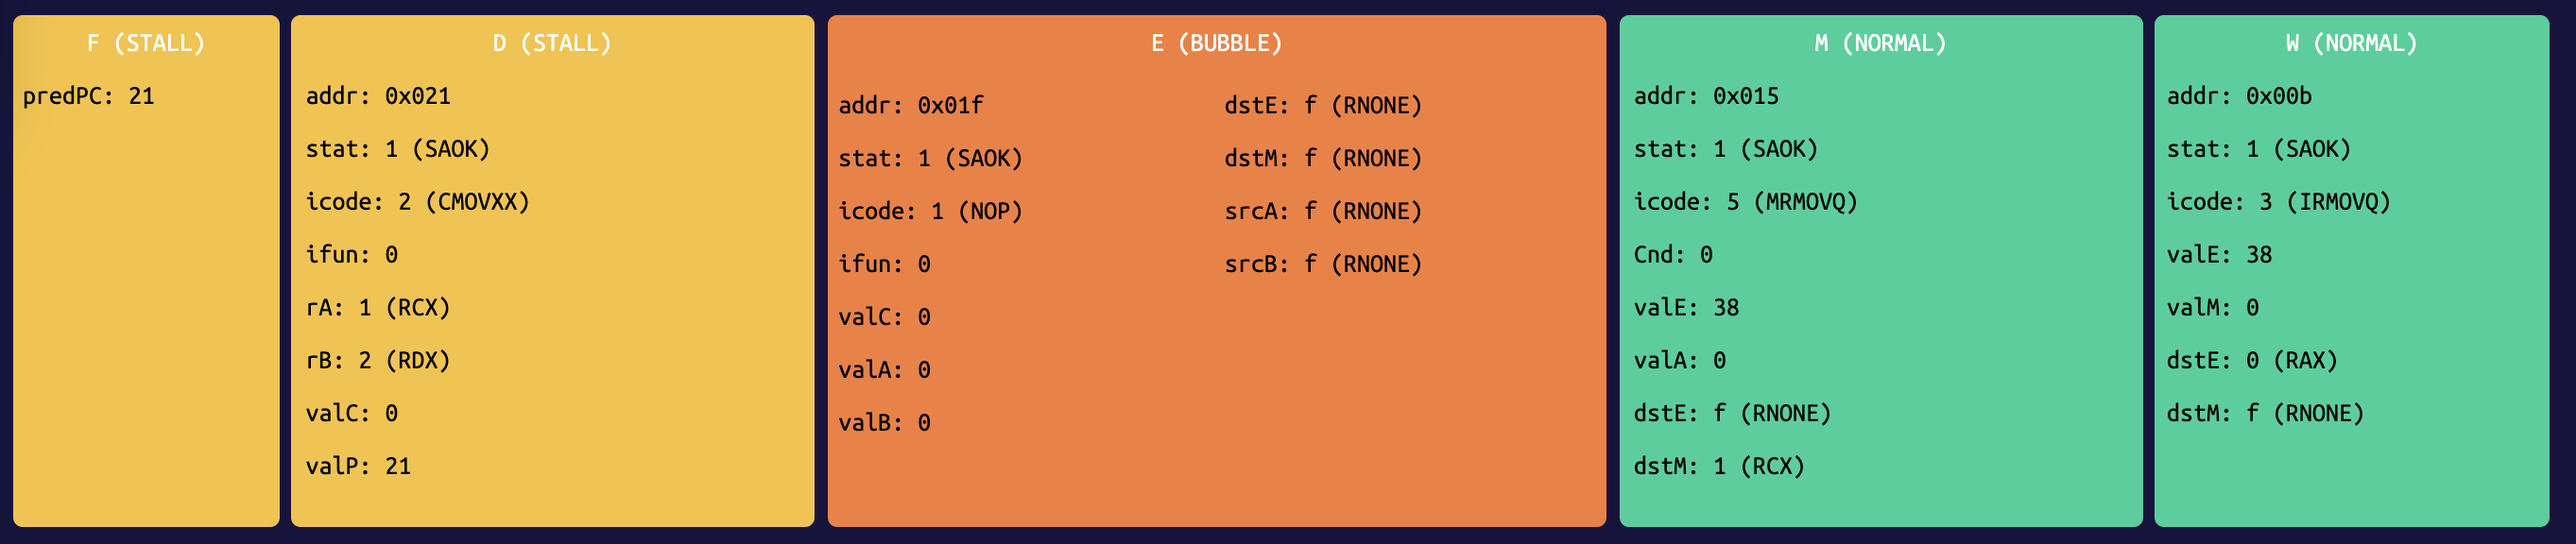 F (STALL)
predPC: 21
D (STALL)
addr: 0x021
stat: 1 (SAOK)
icode: 2 (CMOVXX)
ifun: 0
rA: 1 (RCX)
rB: 2 (RDX)
valC: 0
valP: 21
E (BUBBLE)
addr: 0x01f
stat: 1 (SAOK)
icode: 1 (NOP)
ifun: 0
valC: 0
valA: 0
valB: 0
dstE: f (RNONE)
dstM: f (RNONE)
srcA: f (RNONE)
srcB: f (RNONE)
M (NORMAL)
addr: 0x015
stat: 1 (SAOK)
icode: 5 (MRMOVQ)
Cnd: 0
valE: 38
valA: 0
dstE: f (RNONE)
dstM: 1 (RCX)
W (NORMAL)
addr: 0x00b
stat: 1 (SAOK)
icode: 3 (IRMOVQ)
valE: 38
valM: 0
dstE: 0 (RAX)
dstM: f (RNONE)